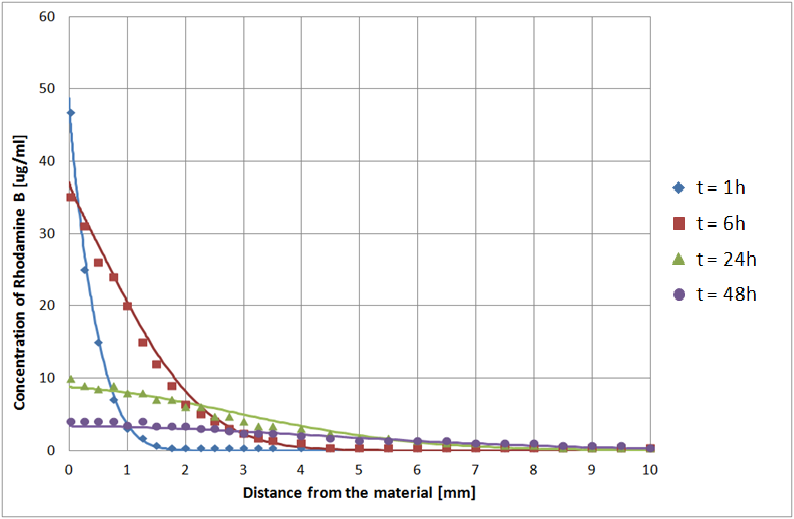 60
50
40
30
20
10
0
Concentration of Rhodamine B [ug/ml]
0 1 2 3 4 5 6 7 8 9 10
Distance from the material [mm]
t = 1h
t = 6h
t = 24h
t = 48h